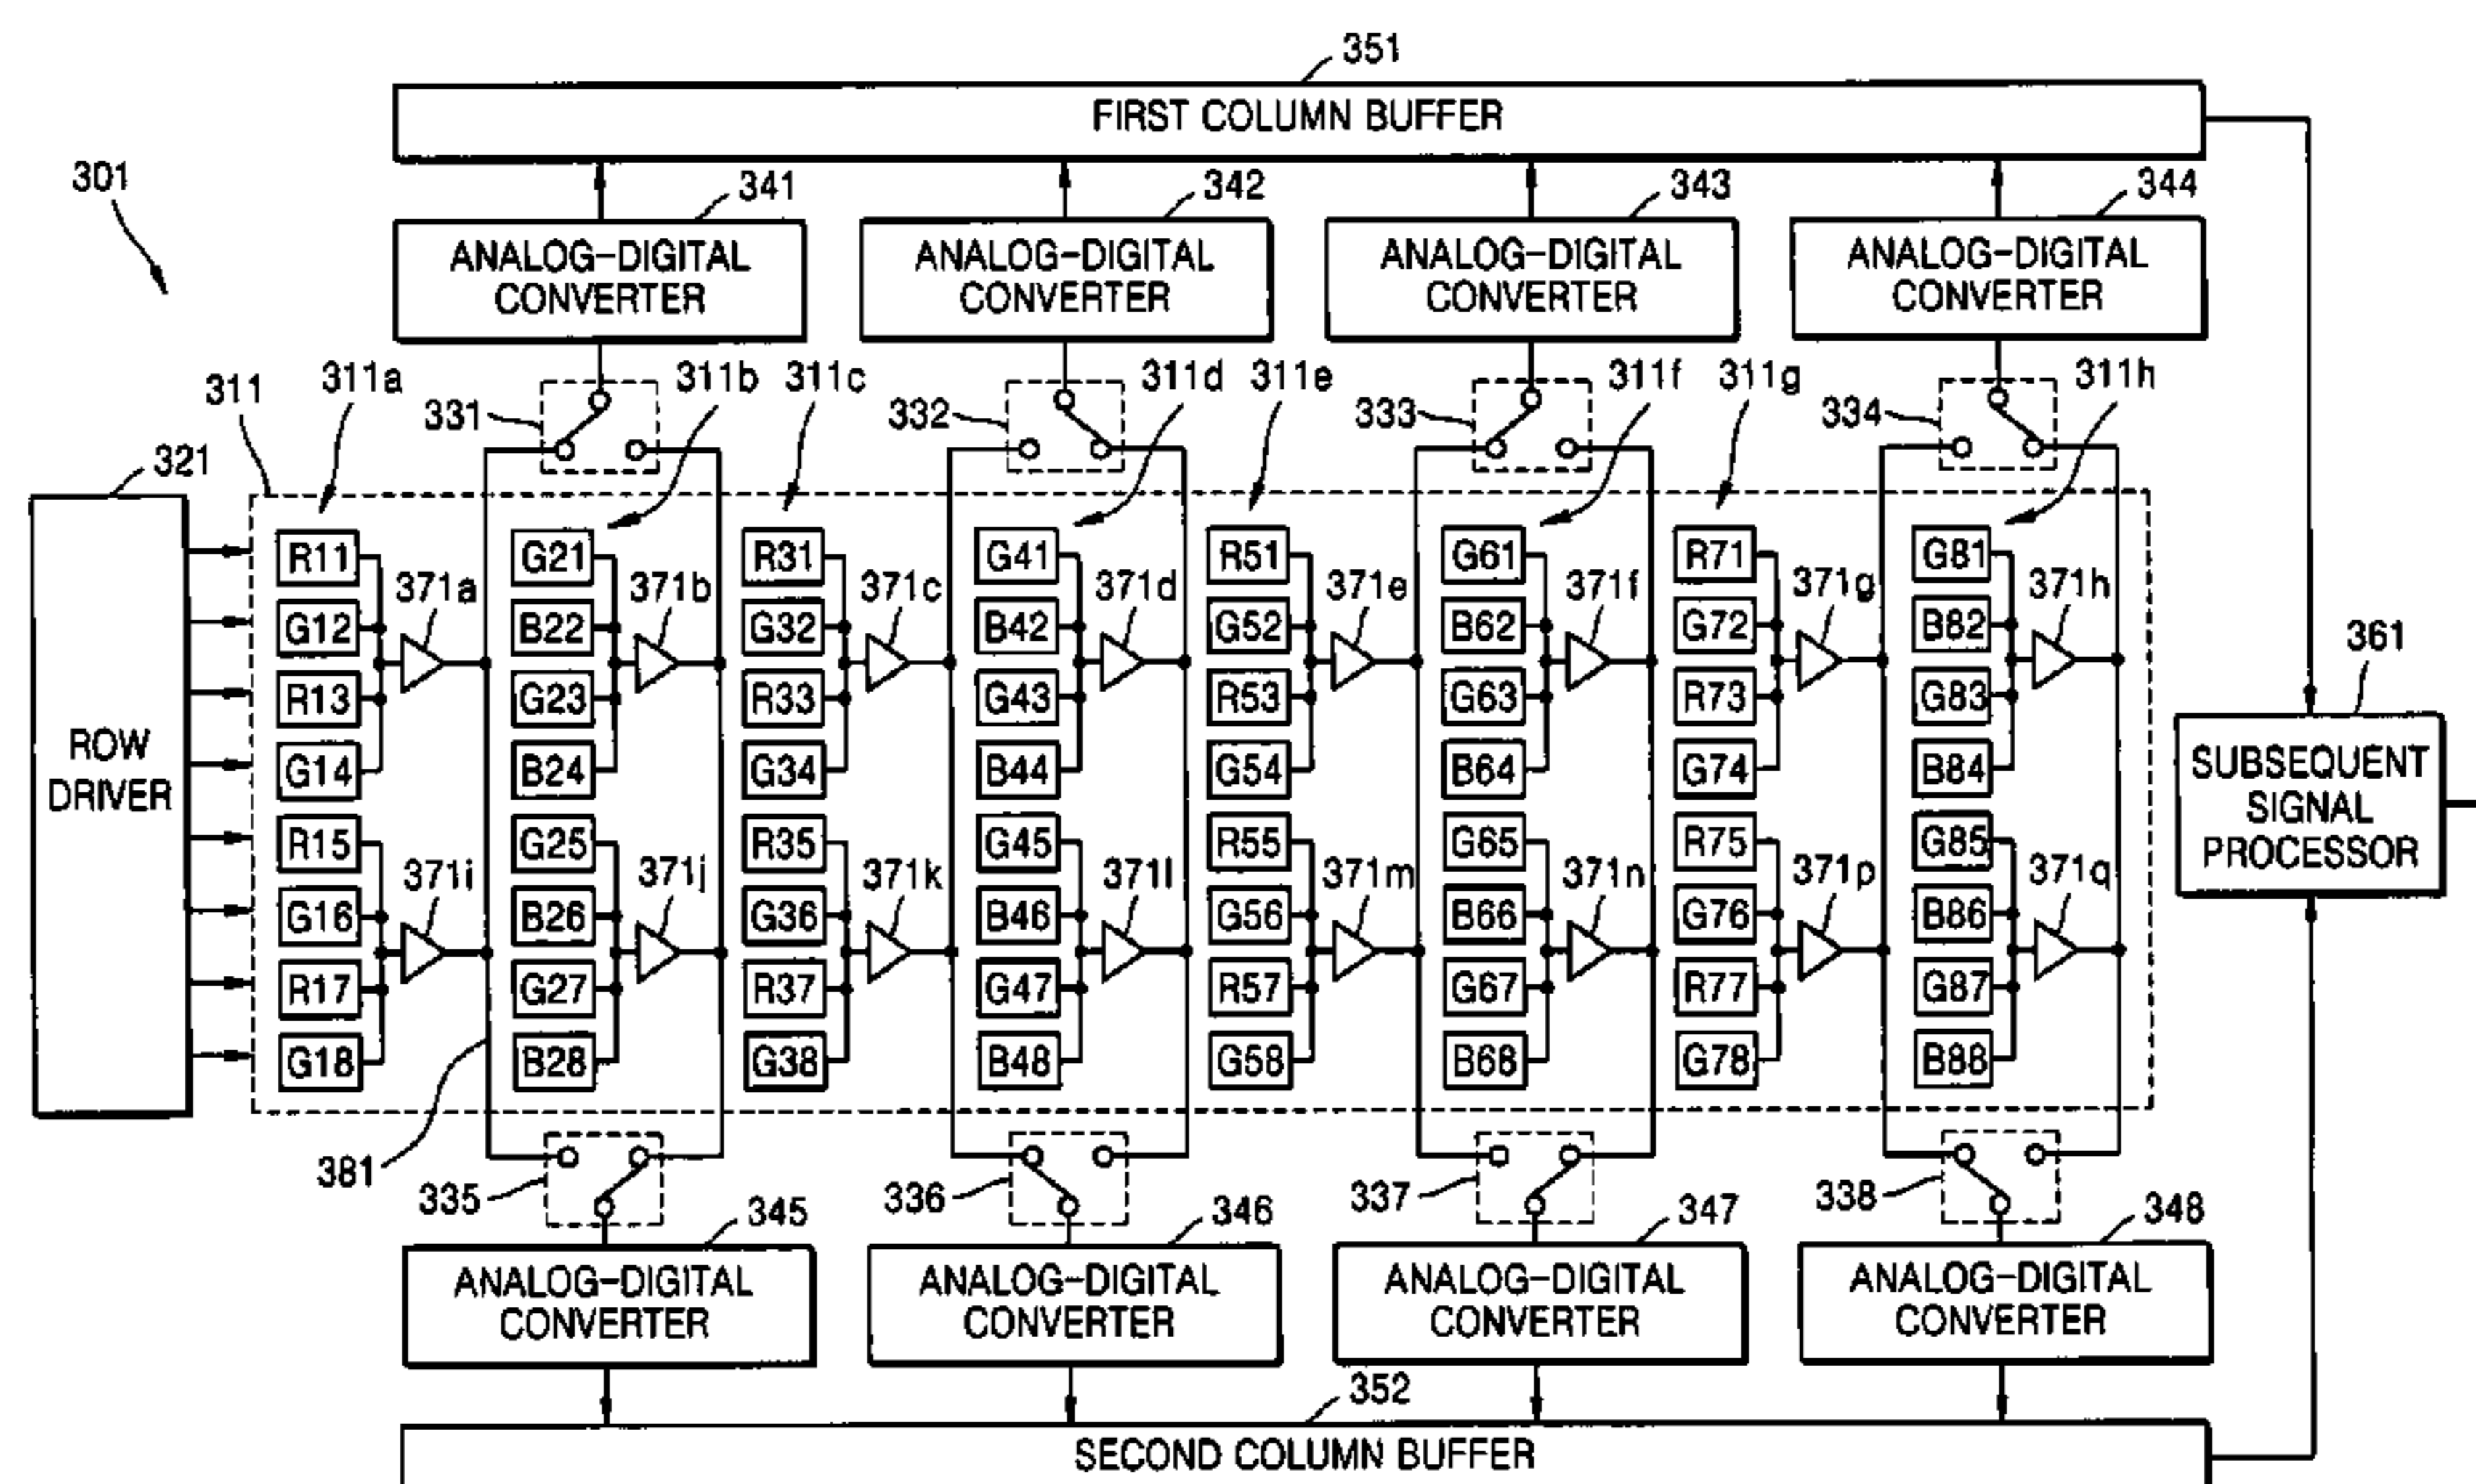 351
FIRST COLUMN BUFFER
301
341
342
343
344
ANALOG-DIGITAL
CONVERTER
ANALOG-DIGITAL
CONVERTER
ANALOG-DIGITAL
CONVERTER
ANALOG-DIGITAL
CONVERTER
311
311a
331
311b
311c
332
311d
311e
333
311f
311g
334
311h
321
ROW
DRIVER
R11
G12
R13
G14
371a
R15
G16
R17
G18
371i
G21
B22
G23
B24
371b
G25
B26
G27
B28
371j
R31
G32
R33
G34
371c
R35
G36
R37
G38
371k
G41
B42
G43
B44
371d
G45
B46
G47
B48
371l
R51
G52
R53
G54
371e
R55
G56
R57
G58
371m
G61
B62
G63
B64
371f
G65
B66
G67
B68
371n
R71
G72
R73
G74
371g
R75
G76
R77
G78
371p
G81
B82
G83
B84
371h
G85
B86
G87
B88
371q
361
SUBSEQUENT
SIGNAL
PROCESSOR
381
335
336
337
338
345
346
347
348
ANALOG-DIGITAL
CONVERTER
ANALOG-DIGITAL
CONVERTER
ANALOG-DIGITAL
CONVERTER
ANALOG-DIGITAL
CONVERTER
352
SECOND COLUMN BUFFER